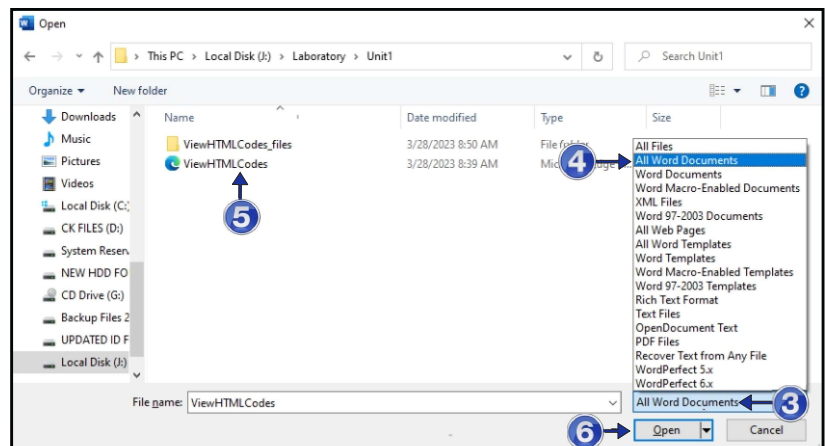 Open
This PC > Local Disk (J:) > Laboratory > Unit1
Search Unit1
Organize
New folder
Name
Date modified
Type
Size
Downloads
Music
Pictures
Videos
Local Disk (C:)
CK FILES (D:)
System Reserv
NEW HDD FO
CD Drive (G:)
Backup Files 2
UPDATED ID F
Local Disk (J:)
ViewHTMLCodes_files
3/28/2023 8:50 AM
File folder
ViewHTMLCodes
3/28/2023 8:39 AM
5
4
All Files
All Word Documents
Word Documents
Word Macro-Enabled Documents
XML Files
Word 97-2003 Documents
All Web Pages
All Word Templates
Word Templates
Word Macro-Enabled Templates
Word 97-2003 Templates
Rich Text Format
Text Files
OpenDocument Text
PDF Files
Recover Text from Any File
WordPerfect 5.x
WordPerfect 6.x
File name: ViewHTMLCodes
All Word Documents
3
6
Open
Cancel